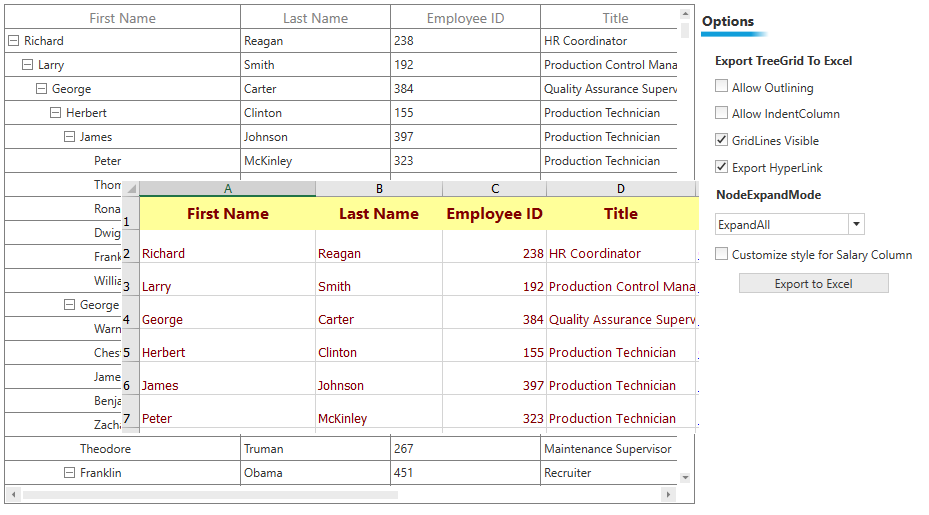 First Name Last Name Employee ID Title
Richard Reagan 238 HR Coordinator
Larry Smith 192 Production Control Mana
George Carter 384 Quality Assurance Superv
Herbert Clinton 155 Production Technician
James Johnson 397 Production Technician
Peter McKinley 323 Production Technician
Thom
Rona
Dwig
Frank
Willia
George
Warn
Ches
Jame
Benja
Zach
Theodore Truman 267 Maintenance Supervisor
Franklin Obama 451 Recruiter
A B C D
1 First Name Last Name Employee ID Title
2 Richard Reagan 238 HR Coordinator
3 Larry Smith 192 Production Control Mana
4 George Carter 384 Quality Assurance Superv
5 Herbert Clinton 155 Production Technician
6 James Johnson 397 Production Technician
7 Peter McKinley 323 Production Technician
Options
Export TreeGrid To Excel
Allow Outlining
Allow IndentColumn
GridLines Visible
Export HyperLink
NodeExpandMode
ExpandAll
Customize style for Salary Column
Export to Excel